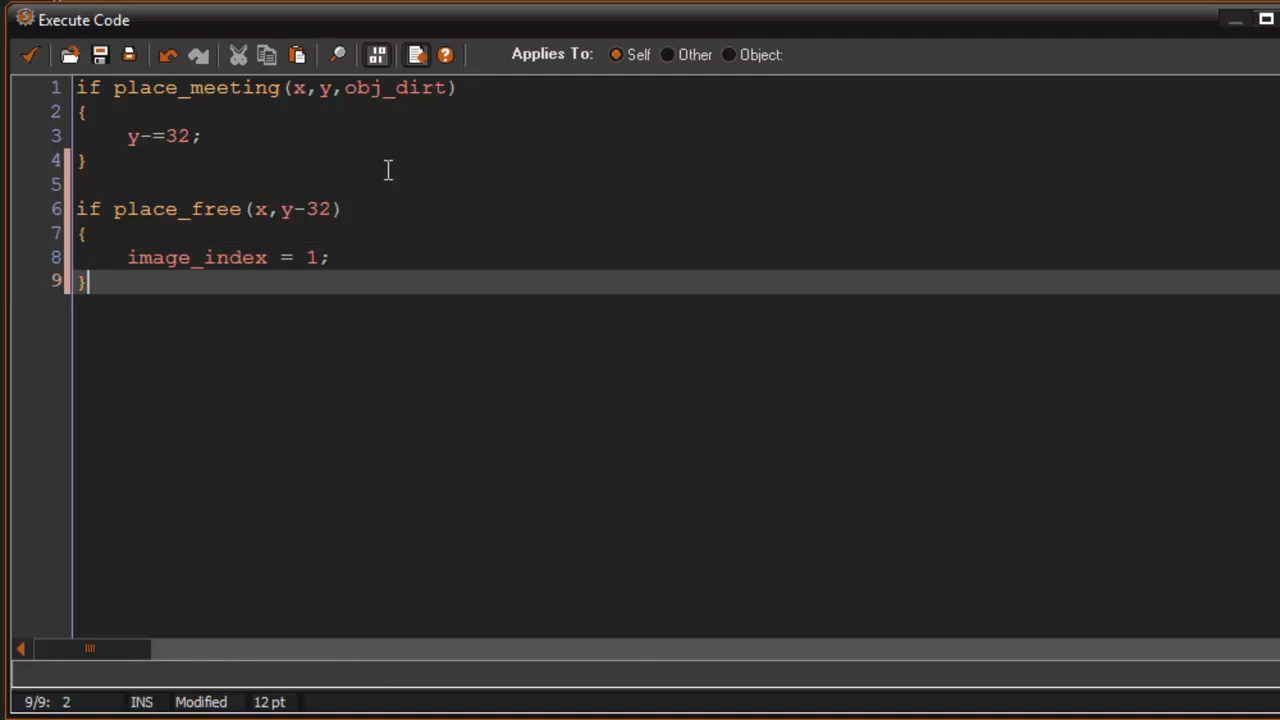 Execute Code
Applies To: Self Other Object:
1 if place_meeting(x,y,obj_dirt)
2 {
3     y-=32;
4 }
5
6 if place_free(x,y-32)
7 {
8     image_index = 1;
9 }
9/9: 2 INS Modified 12 pt